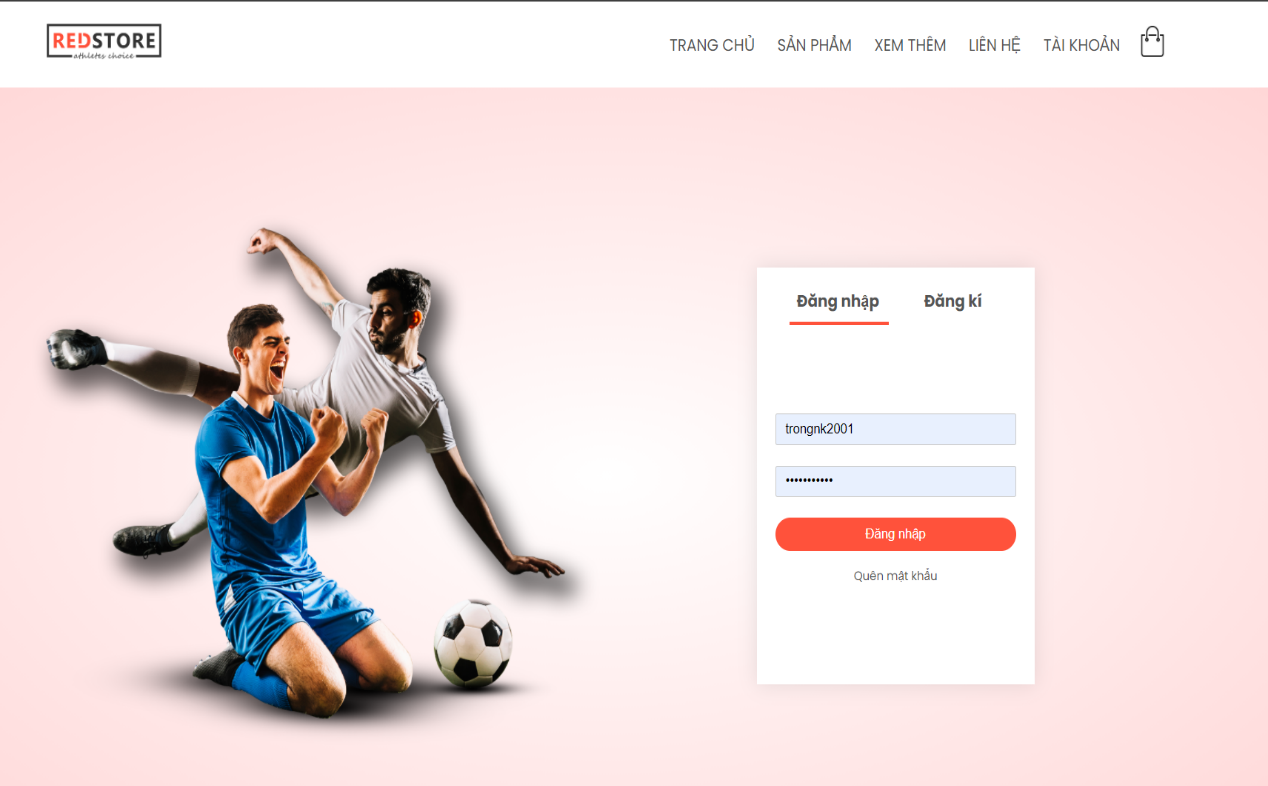 REDSTORE
athletes choice
TRANG CHỦ SẢN PHẨM XEM THÊM LIÊN HỆ TÀI KHOẢN
Đăng nhập Đăng kí
trongnk2001
•••••••••••
Đăng nhập
Quên mật khẩu